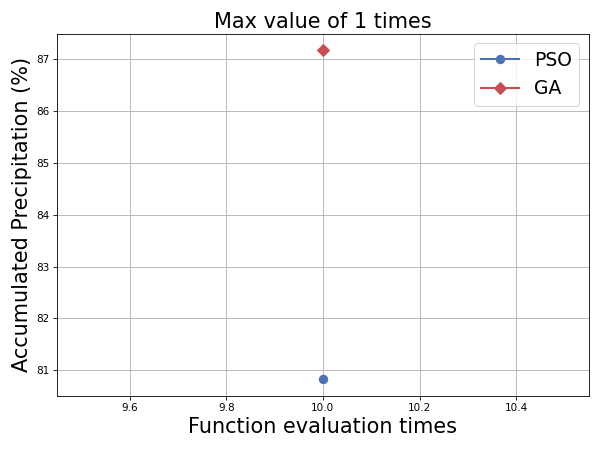 Max value of 1 times
Accumulated Precipitation (%)
87
86
85
84
83
82
81
PSO
GA
9.6
9.8
10.0
10.2
10.4
Function evaluation times